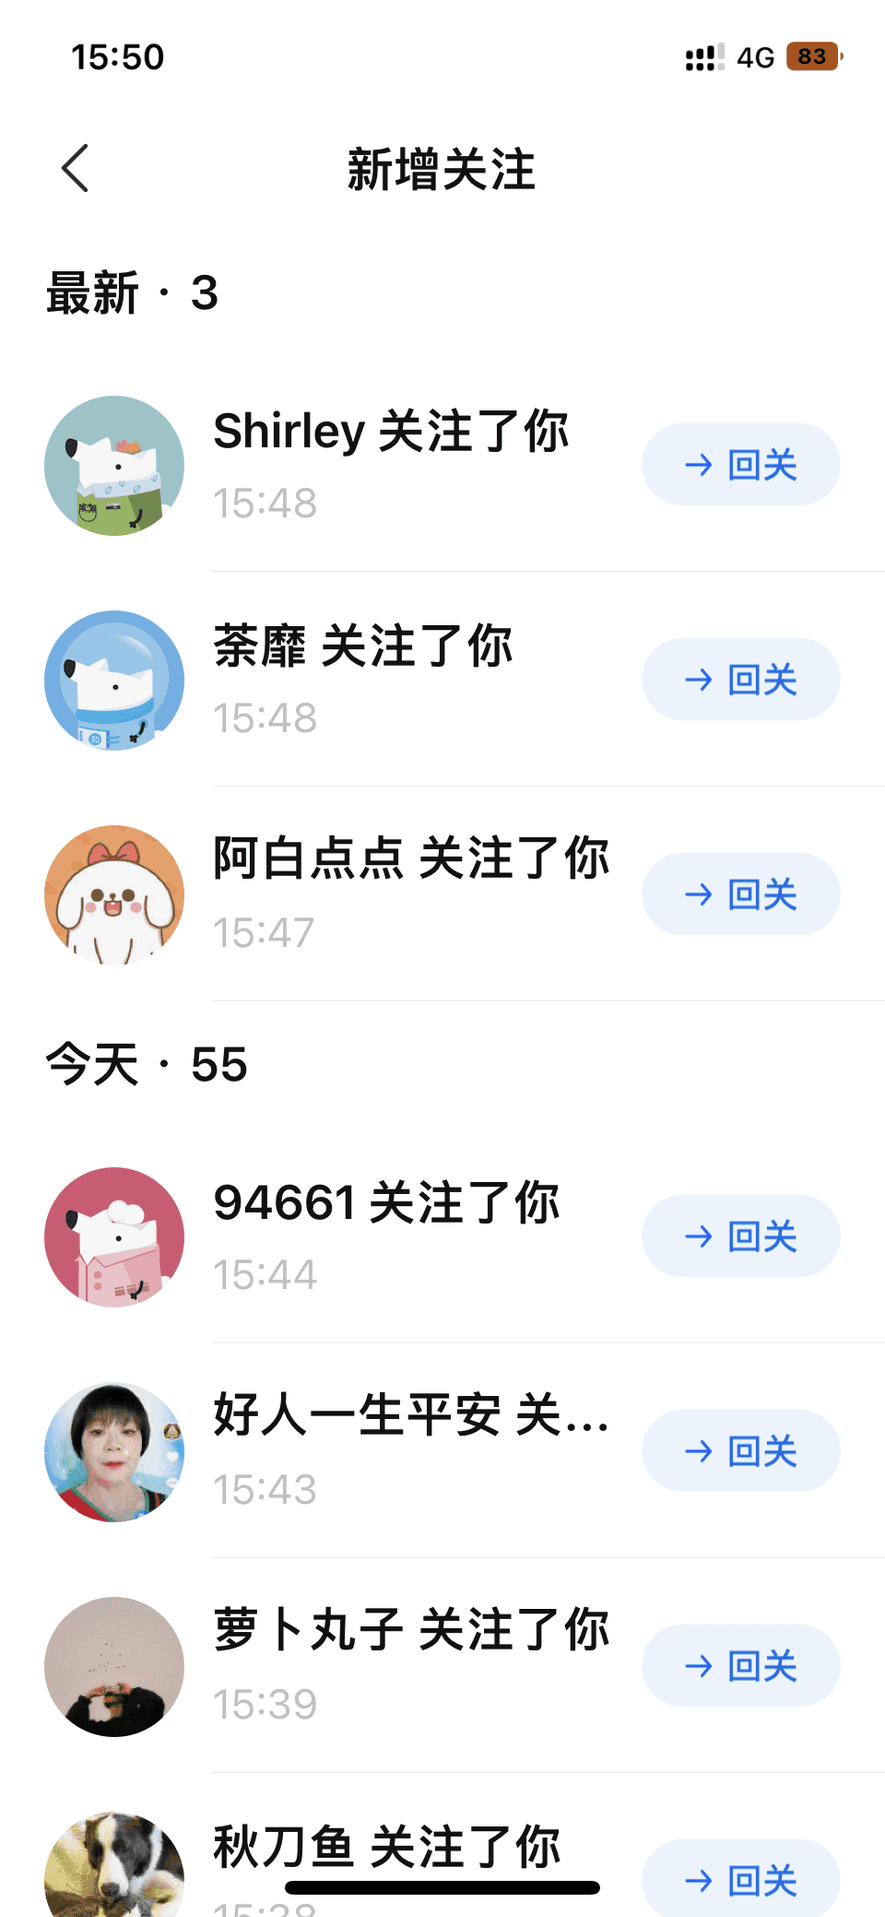 15:50
4G 83
新增关注
最新 · 3
Shirley 关注了你
15:48
→ 回关
荼靡 关注了你
15:48
→ 回关
阿白点点 关注了你
15:47
→ 回关
今天 · 55
94661 关注了你
15:44
→ 回关
好人一生平安 关...
15:43
→ 回关
萝卜丸子 关注了你
15:39
→ 回关
秋刀鱼 关注了你
15:38
→ 回关